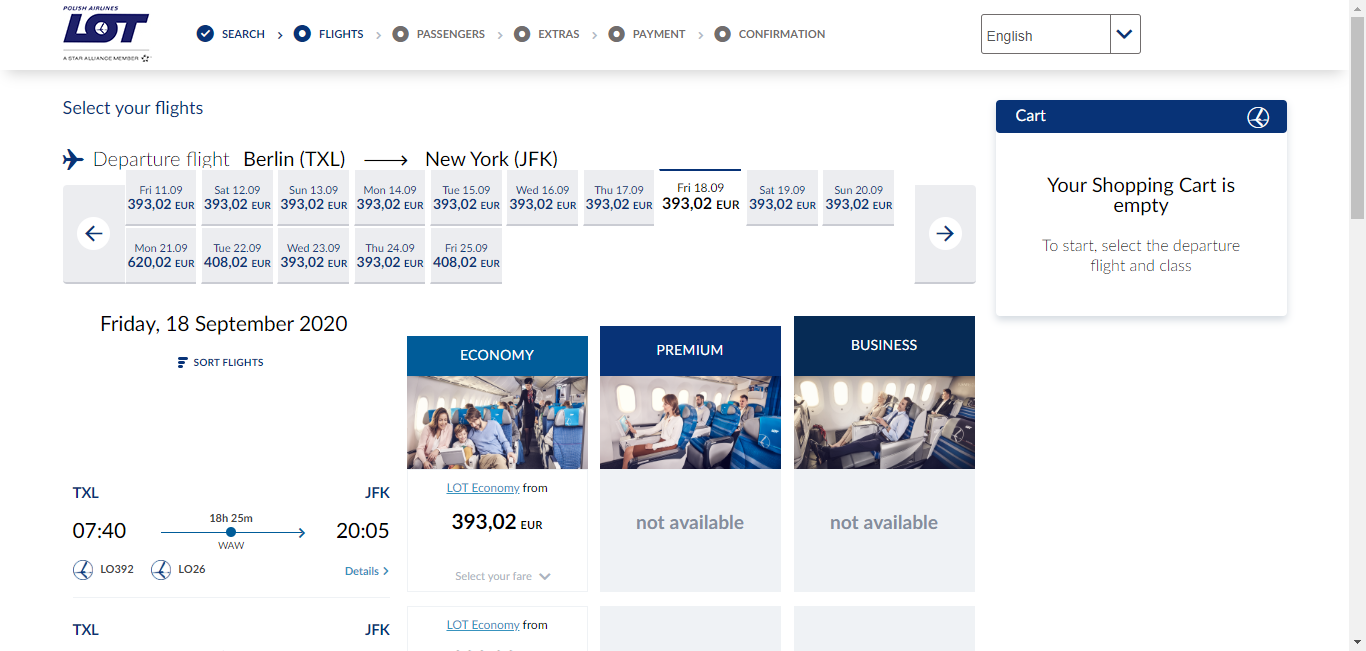 POLISH AIRLINES
LOT
A STAR ALLIANCE MEMBER
SEARCH
FLIGHTS
PASSENGERS
EXTRAS
PAYMENT
CONFIRMATION
English
Select your flights
Departure flight Berlin (TXL) New York (JFK)
Fri 11.09
393,02 EUR
Sat 12.09
393,02 EUR
Sun 13.09
393,02 EUR
Mon 14.09
393,02 EUR
Tue 15.09
393,02 EUR
Wed 16.09
393,02 EUR
Thu 17.09
393,02 EUR
Fri 18.09
393,02 EUR
Sat 19.09
393,02 EUR
Sun 20.09
393,02 EUR
Mon 21.09
620,02 EUR
Tue 22.09
408,02 EUR
Wed 23.09
393,02 EUR
Thu 24.09
393,02 EUR
Fri 25.09
408,02 EUR
Cart
Your Shopping Cart is
empty
To start, select the departure
flight and class
Friday, 18 September 2020
SORT FLIGHTS
ECONOMY
PREMIUM
BUSINESS
TXL
JFK
07:40
18h 25m
WAW
20:05
LO392
LO26
Details
LOT Economy from
393,02 EUR
Select your fare
not available
not available
TXL
JFK
LOT Economy from